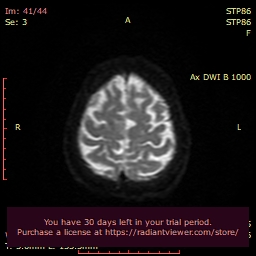 Im: 41/44
STP86
Se: 3
STP86
A
F
Ax DWI B 1000
R
L
You have 30 days left in your trial period.
Purchase a license at https://radiantviewer.com/store/